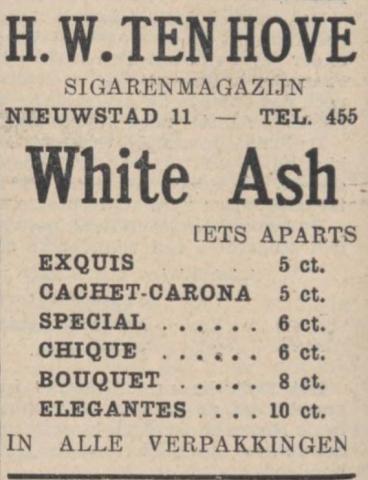 H. W. TEN HOVE
SIGARENMAGAZIJN
NIEUWSTAD 11 — TEL. 455
White Ash
IETS APARTS
EXQUIS . . 5 ct.
CACHET-CARONA 5 ct.
SPECIAL . . . . . . 6 ct.
CHIQUE . . . . . . 6 ct.
BOUQUET . . . . . 8 ct.
ELEGANTES . . . . 10 ct.
IN ALLE VERPAKKINGEN